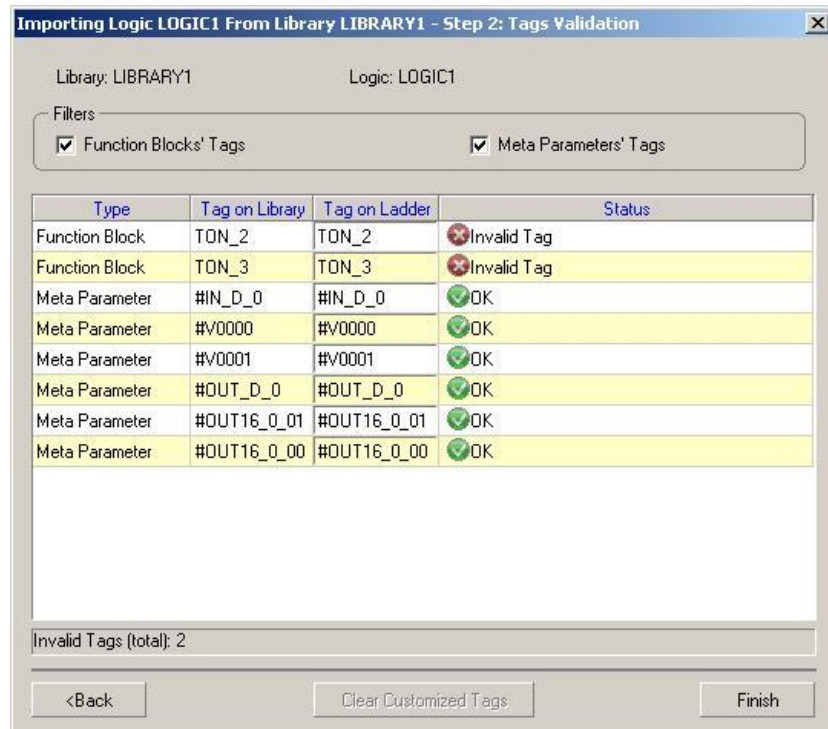 Importing Logic LOGIC1 From Library LIBRARY1 - Step 2: Tags Validation
Library: LIBRARY1 Logic: LOGIC1
Filters
Function Blocks' Tags Meta Parameters' Tags
Type Tag on Library Tag on Ladder Status
Function Block TON_2 TON_2 Invalid Tag
Function Block TON_3 TON_3 Invalid Tag
Meta Parameter #IN_D_0 #IN_D_0 OK
Meta Parameter #V0000 #V0000 OK
Meta Parameter #V0001 #V0001 OK
Meta Parameter #OUT_D_0 #OUT_D_0 OK
Meta Parameter #OUT16_0_01 #OUT16_0_01 OK
Meta Parameter #OUT16_0_00 #OUT16_0_00 OK
Invalid Tags (total): 2
<Back Clear Customized Tags Finish